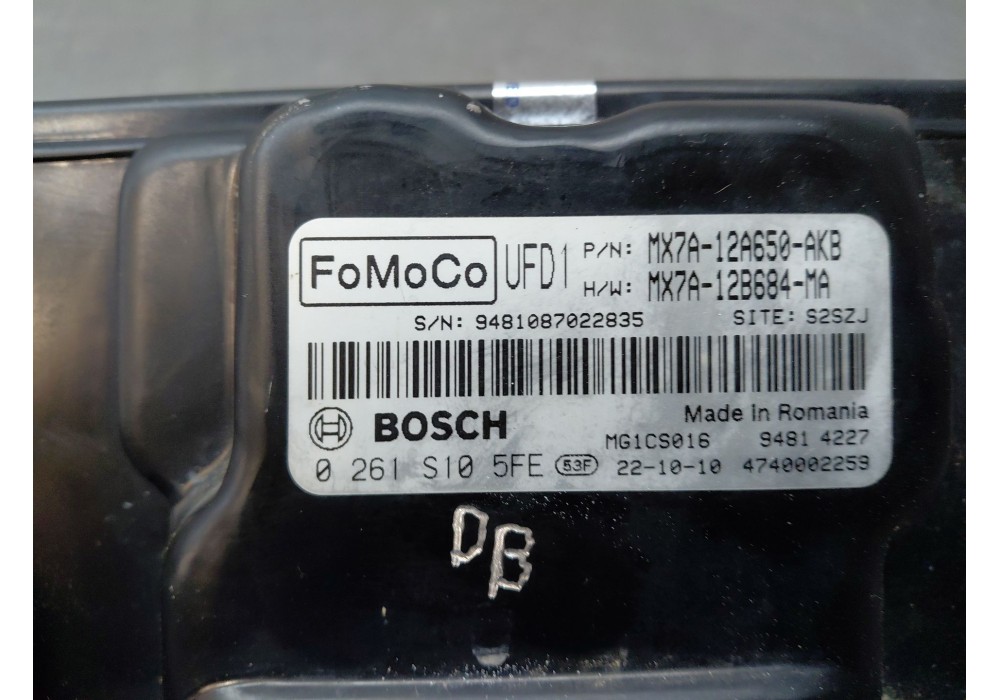 FoMoCo UFD1 P/N: MX7A-12A650-AKB
H/W: MX7A-12B684-MA
S/N: 9481087022835 SITE: S2SZJ
BOSCH Made in Romania
MG1CS016 9481 4227
0 261 S10 5FE 53F 22-10-10 4740002259
DB